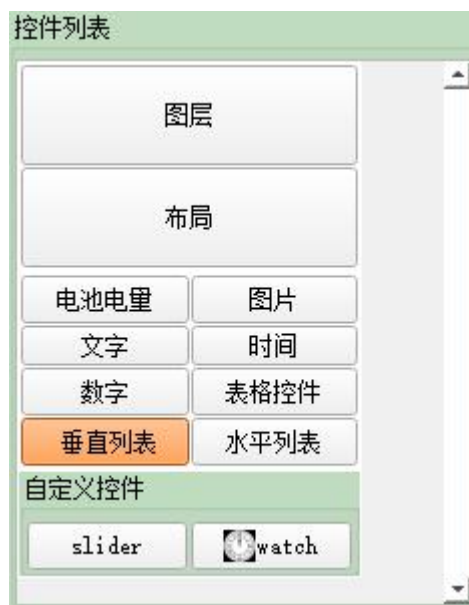 控件列表
图层
布局
电池电量 图片
文字 时间
数字 表格控件
垂直列表 水平列表
自定义控件
slider watch